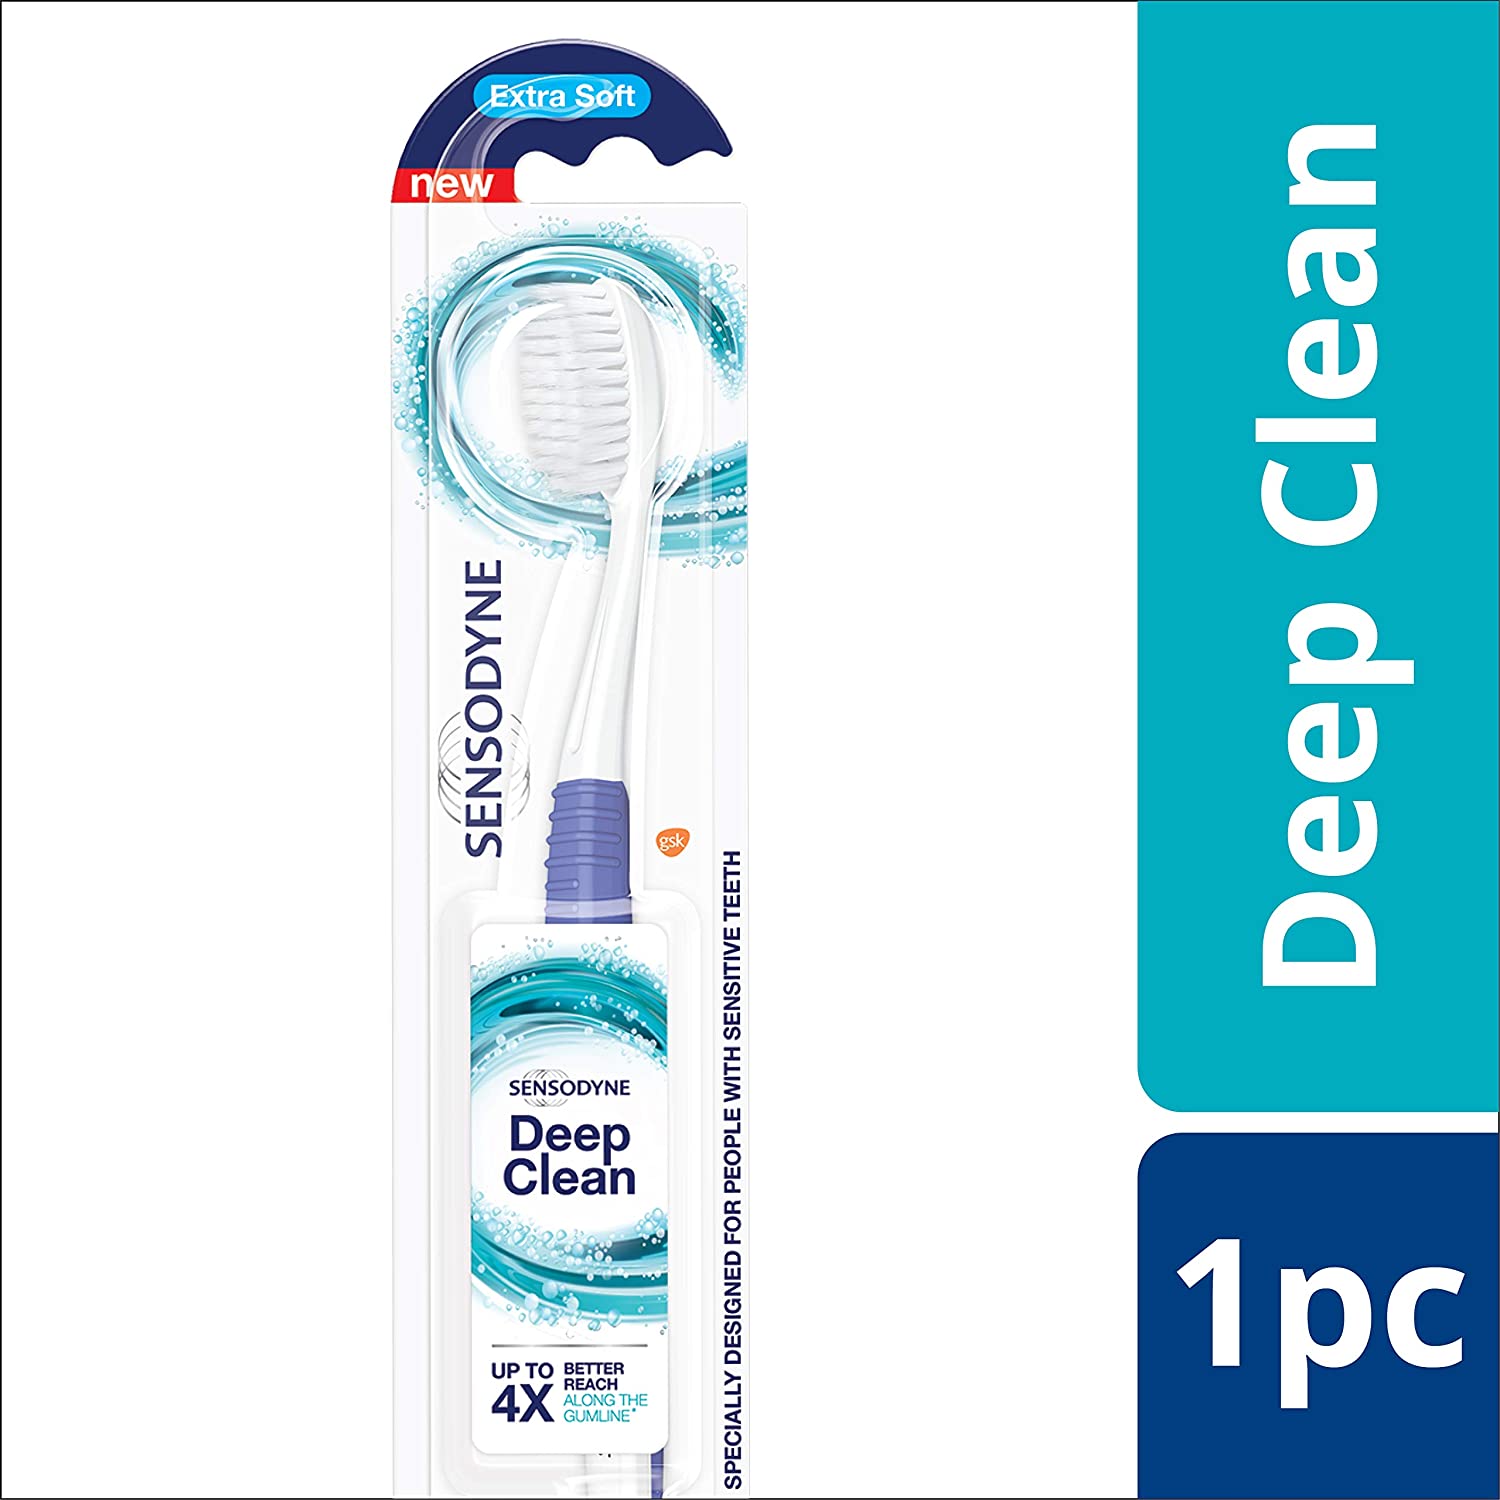 Extra Soft
new
SENSODYNE
gsk
SPECIALLY DESIGNED FOR PEOPLE WITH SENSITIVE TEETH
SENSODYNE
Deep
Clean
UP TO
4X
BETTER
REACH
ALONG THE
GUMLINE*
Deep Clean
1pc